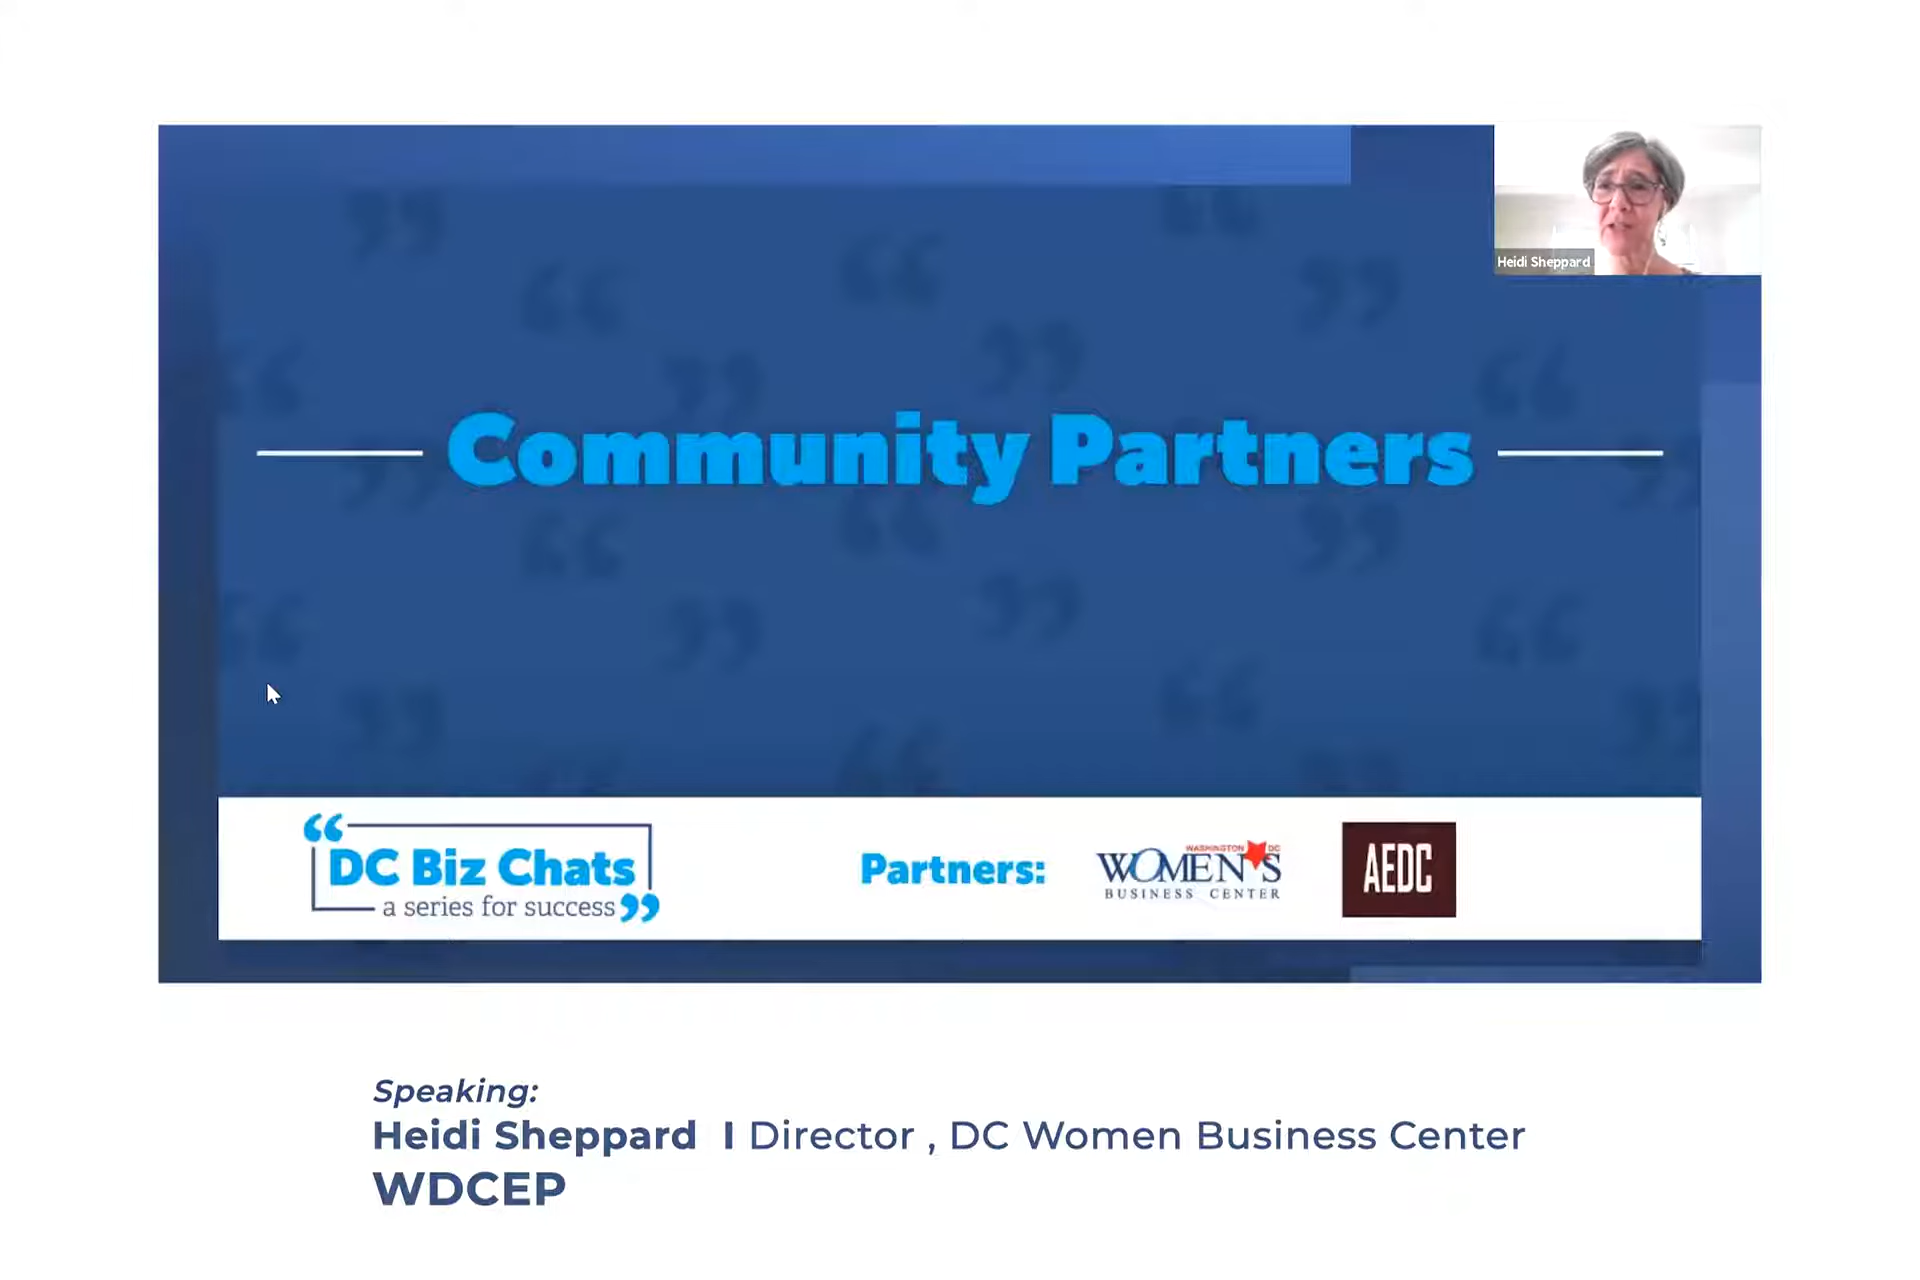 Heidi Sheppard
Community Partners
“DC Biz Chats
a series for success”
Partners:
WASHINGTON DC
WOMEN'S
BUSINESS CENTER
AEDC
Speaking:
Heidi Sheppard I Director , DC Women Business Center
WDCEP